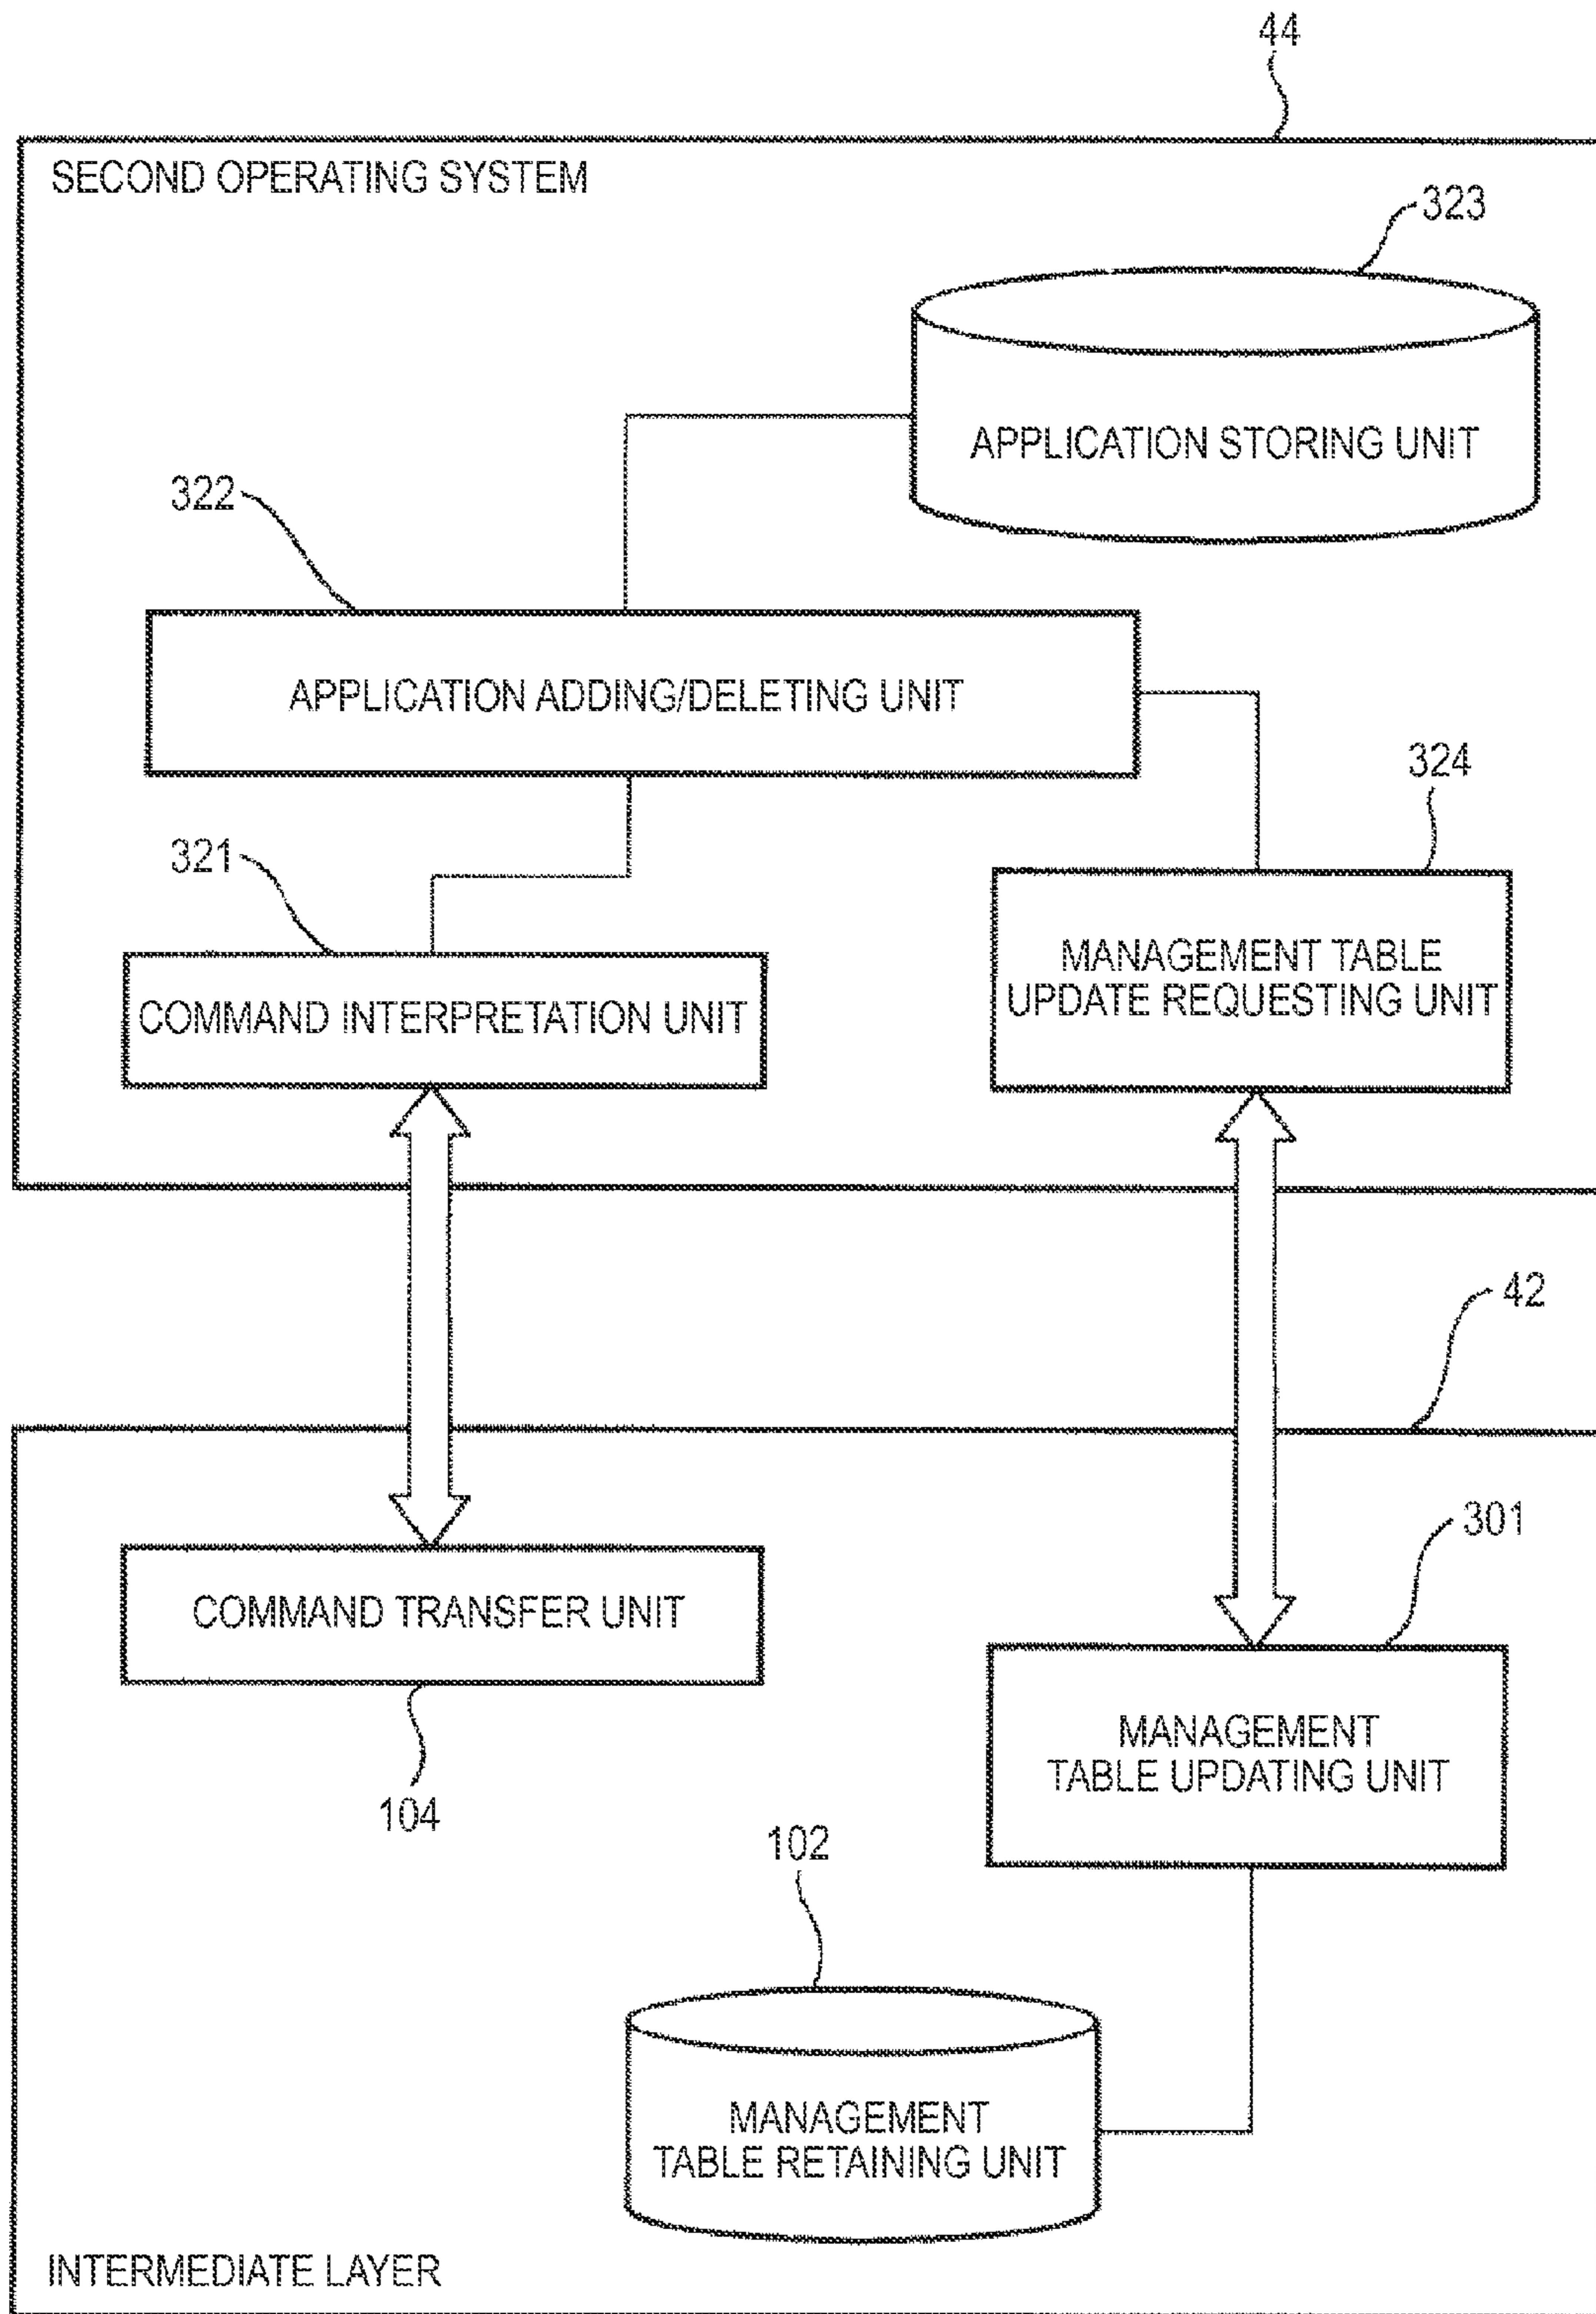 44
SECOND OPERATING SYSTEM
323
APPLICATION STORING UNIT
322
APPLICATION ADDING/DELETING UNIT
324
321
MANAGEMENT TABLE
UPDATE REQUESTING UNIT
COMMAND INTERPRETATION UNIT
42
301
COMMAND TRANSFER UNIT
MANAGEMENT
TABLE UPDATING UNIT
104
102
MANAGEMENT
TABLE RETAINING UNIT
INTERMEDIATE LAYER